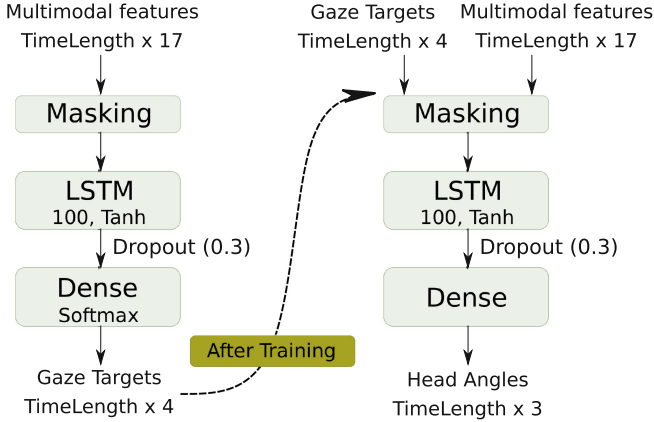 Multimodal features
TimeLength x 17
Masking
LSTM
100, Tanh
Dropout (0.3)
Dense
Softmax
Gaze Targets
TimeLength x 4
After Training
Gaze Targets
TimeLength x 4
Multimodal features
TimeLength x 17
Masking
LSTM
100, Tanh
Dropout (0.3)
Dense
Head Angles
TimeLength x 3